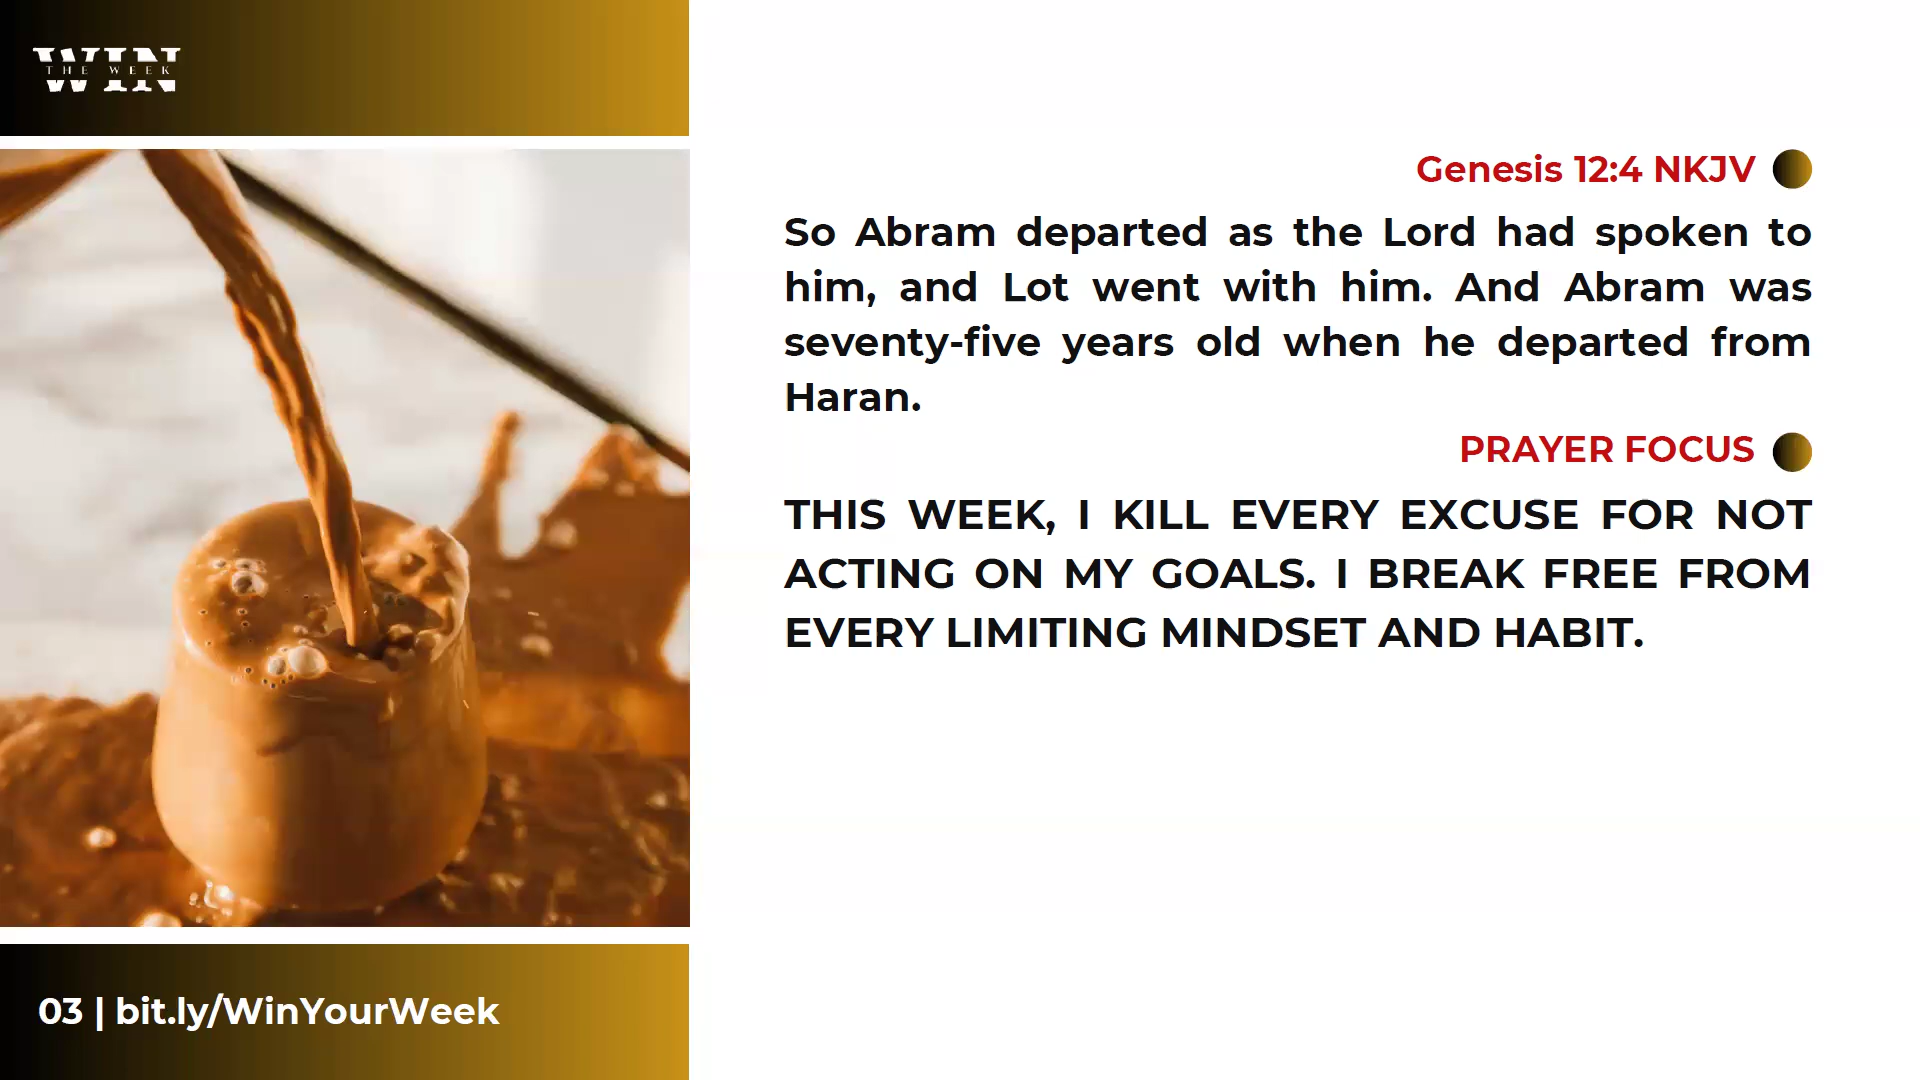 WIN
THE WEEK
Genesis 12:4 NKJV
So Abram departed as the Lord had spoken to
him, and Lot went with him. And Abram was
seventy-five years old when he departed from
Haran.
PRAYER FOCUS
THIS WEEK, I KILL EVERY EXCUSE FOR NOT
ACTING ON MY GOALS. I BREAK FREE FROM
EVERY LIMITING MINDSET AND HABIT.
03 | bit.ly/WinYourWeek